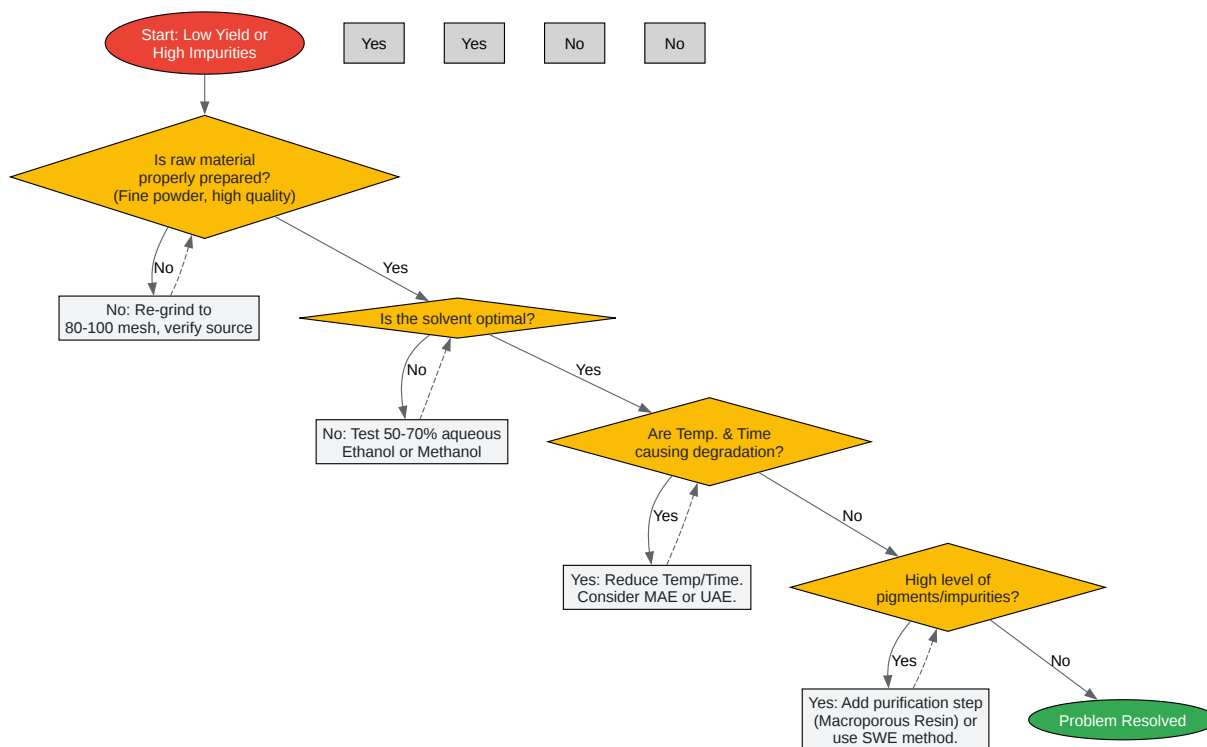 Start: Low Yield or
High Impurities
Yes
Yes
No
No
Is raw material
properly prepared?
(Fine powder, high quality)
No
Yes
No: Re-grind to
80-100 mesh, verify source
Is the solvent optimal?
No
Yes
No: Test 50-70% aqueous
Ethanol or Methanol
Are Temp. & Time
causing degradation?
Yes
No
Yes: Reduce Temp/Time.
Consider MAE or UAE.
High level of
pigments/impurities?
Yes
No
Yes: Add purification step
(Macroporous Resin) or
use SWE method.
Problem Resolved